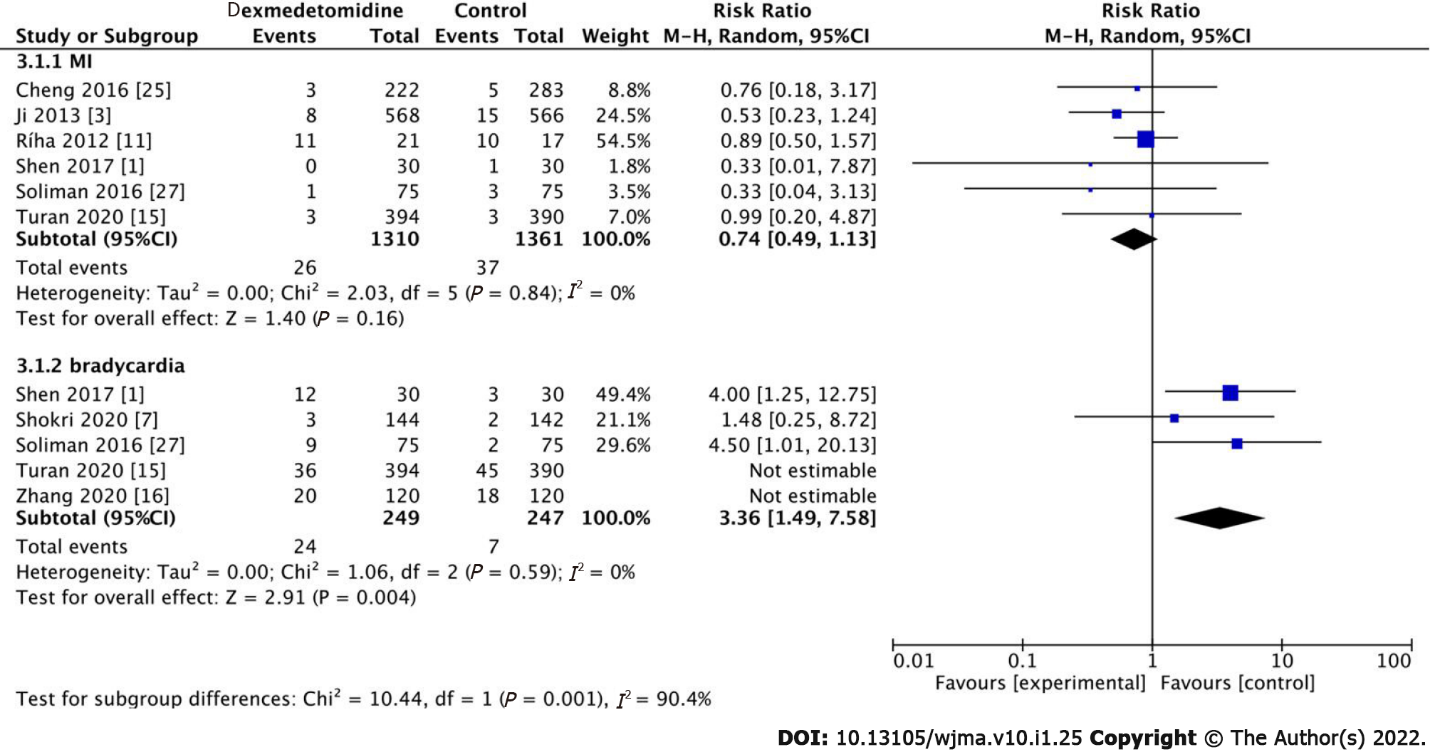 Dexmedetomidine Control Risk Ratio Risk Ratio
Study or Subgroup Events Total Events Total Weight M-H, Random, 95%CI M-H, Random, 95%CI
3.1.1 MI
Cheng 2016 [25] 3 222 5 283 8.8% 0.76 [0.18, 3.17]
Ji 2013 [3] 8 568 15 566 24.5% 0.53 [0.23, 1.24]
Ríha 2012 [11] 11 21 10 17 54.5% 0.89 [0.50, 1.57]
Shen 2017 [1] 0 30 1 30 1.8% 0.33 [0.01, 7.87]
Soliman 2016 [27] 1 75 3 75 3.5% 0.33 [0.04, 3.13]
Turan 2020 [15] 3 394 3 390 7.0% 0.99 [0.20, 4.87]
Subtotal (95%CI) 1310 1361 100.0% 0.74 [0.49, 1.13]
Total events 26 37
Heterogeneity: Tau² = 0.00; Chi² = 2.03, df = 5 (P = 0.84); I² = 0%
Test for overall effect: Z = 1.40 (P = 0.16)
3.1.2 bradycardia
Shen 2017 [1] 12 30 3 30 49.4% 4.00 [1.25, 12.75]
Shokri 2020 [7] 3 144 2 142 21.1% 1.48 [0.25, 8.72]
Soliman 2016 [27] 9 75 2 75 29.6% 4.50 [1.01, 20.13]
Turan 2020 [15] 36 394 45 390 Not estimable
Zhang 2020 [16] 20 120 18 120 Not estimable
Subtotal (95%CI) 249 247 100.0% 3.36 [1.49, 7.58]
Total events 24 7
Heterogeneity: Tau² = 0.00; Chi² = 1.06, df = 2 (P = 0.59); I² = 0%
Test for overall effect: Z = 2.91 (P = 0.004)
0.01 0.1 1 10 100
Favours [experimental] Favours [control]
Test for subgroup differences: Chi² = 10.44, df = 1 (P = 0.001), I² = 90.4%
DOI: 10.13105/wjma.v10.i1.25 Copyright © The Author(s) 2022.